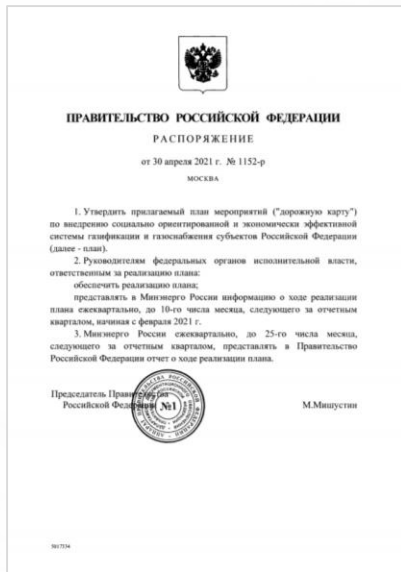 ПРАВИТЕЛЬСТВО РОССИЙСКОЙ ФЕДЕРАЦИИ
РАСПОРЯЖЕНИЕ
от 30 апреля 2021 г. № 1152-р
МОСКВА
1. Утвердить прилагаемый план мероприятий ("дорожную карту")
по внедрению социально ориентированной и экономически эффективной
системы газификации и газоснабжения субъектов Российской Федерации
(далее - план).
2. Руководителям федеральных органов исполнительной власти,
ответственным за реализацию плана:
обеспечить реализацию плана;
представлять в Минэнерго России информацию о ходе реализации
плана ежеквартально, до 10-го числа месяца, следующего за отчетным
кварталом, начиная с февраля 2021 г.
3. Минэнерго России ежеквартально, до 25-го числа месяца,
следующего за отчетным кварталом, представлять в Правительство
Российской Федерации отчет о ходе реализации плана.
Председатель Правительства
Российской Федерации
№1
М.Мишустин